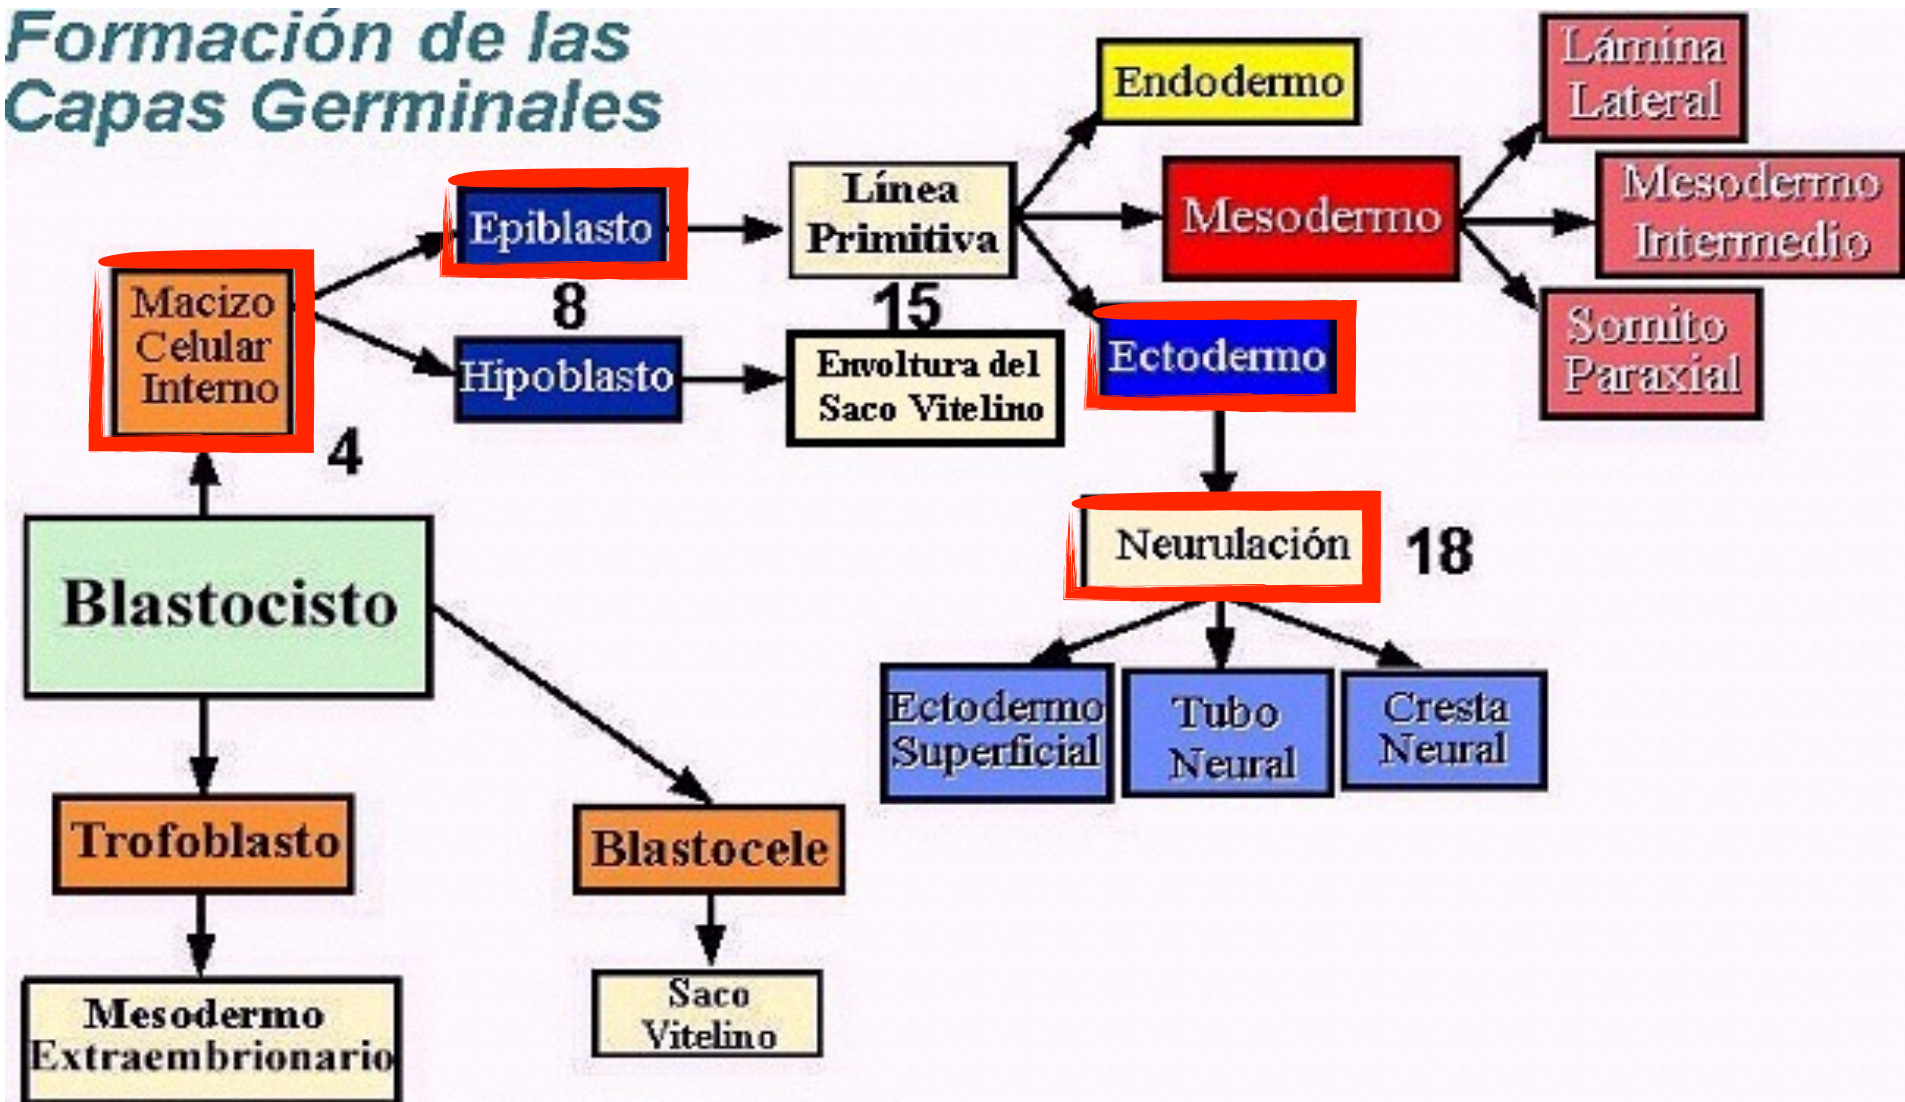 Formación de las
Capas Germinales
Endodermo
Lámina
Lateral
Línea
Primitiva
Epiblasto
Mesodermo
Mesodermo
Intermedio
Macizo
Celular
Interno
8
15
Hipoblasto
Envoltura del
Saco Vitelino
Ectodermo
Somito
Paraxial
4
Blastocisto
Neurulación
18
Ectodermo
Superficial
Tubo
Neural
Cresta
Neural
Trofoblasto
Blastocele
Mesodermo
Extraembrionario
Saco
Vitelino